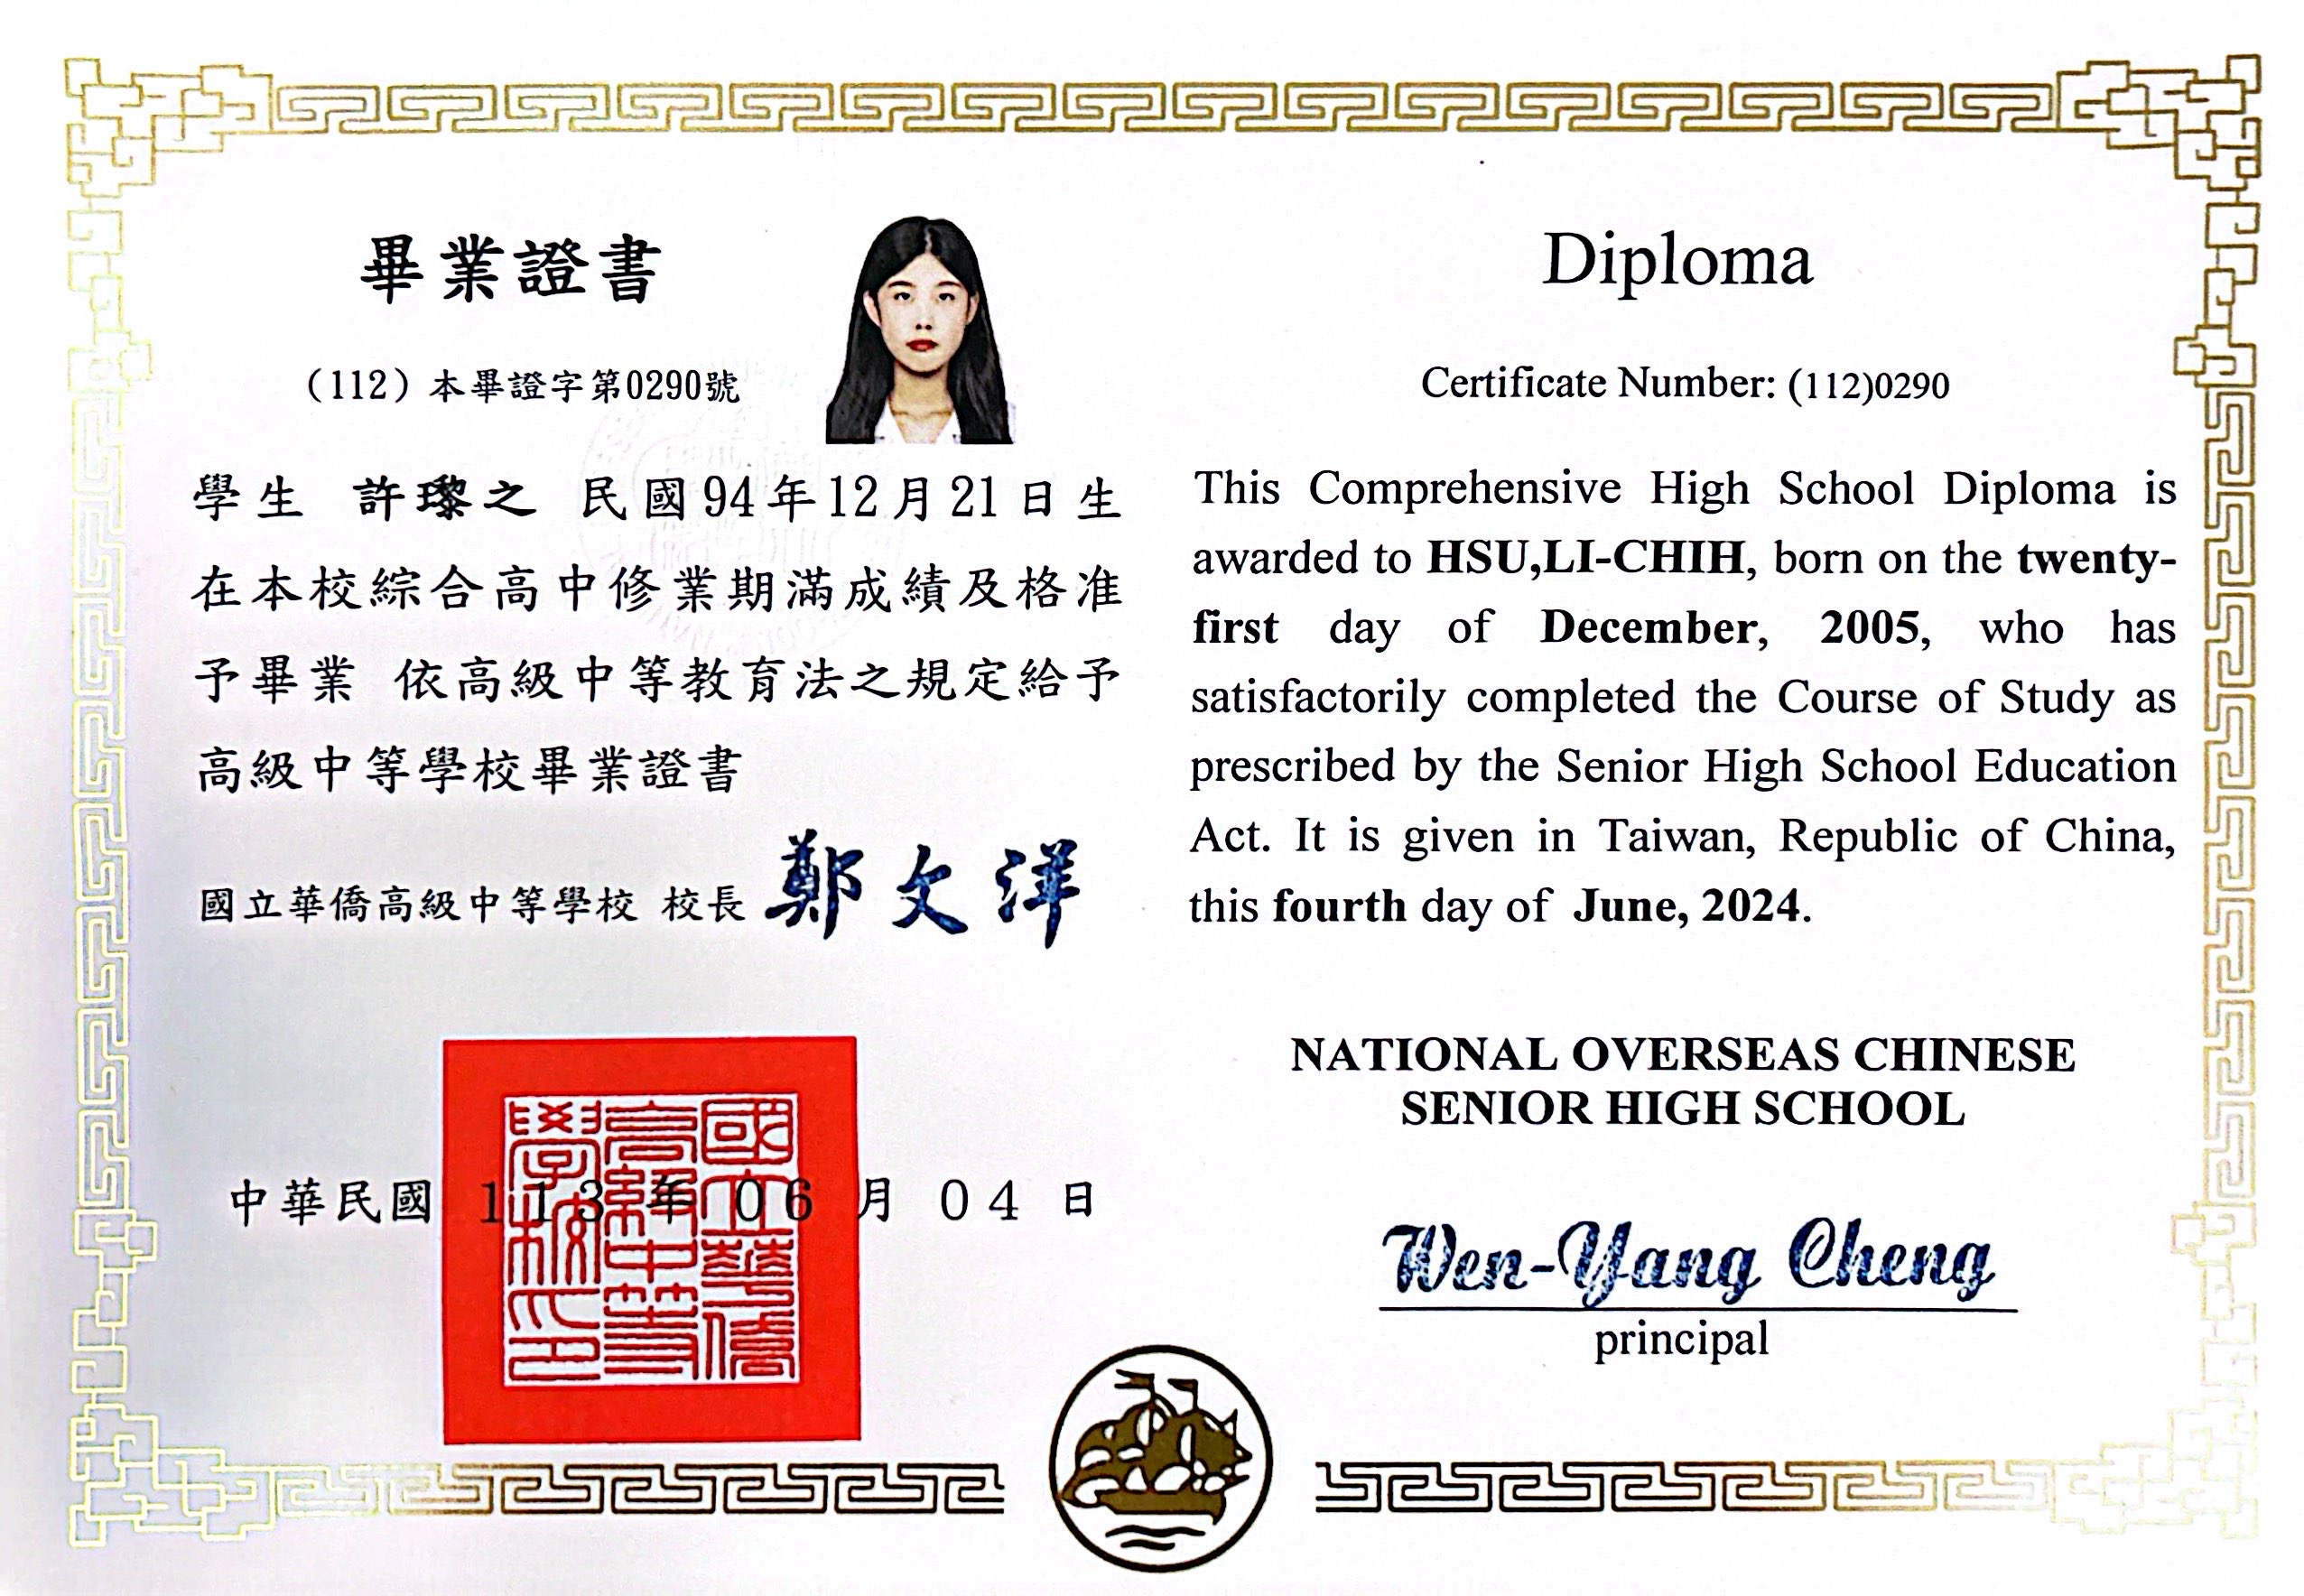 畢業證書
（112）本畢證字第0290號
學生 許瓈之 民國94年12月21日生
在本校綜合高中修業期滿成績及格准
予畢業 依高級中等教育法之規定給予
高級中等學校畢業證書
國立華僑高級中等學校 校長 鄭文洋
國立華僑
高級中等
學校印
中華民國 113 年 06 月 04 日
Diploma
Certificate Number: (112)0290
This Comprehensive High School Diploma is
awarded to HSU,LI-CHIH, born on the twenty-
first day of December, 2005, who has
satisfactorily completed the Course of Study as
prescribed by the Senior High School Education
Act. It is given in Taiwan, Republic of China,
this fourth day of June, 2024.
NATIONAL OVERSEAS CHINESE
SENIOR HIGH SCHOOL
Wen-Yang Cheng
principal